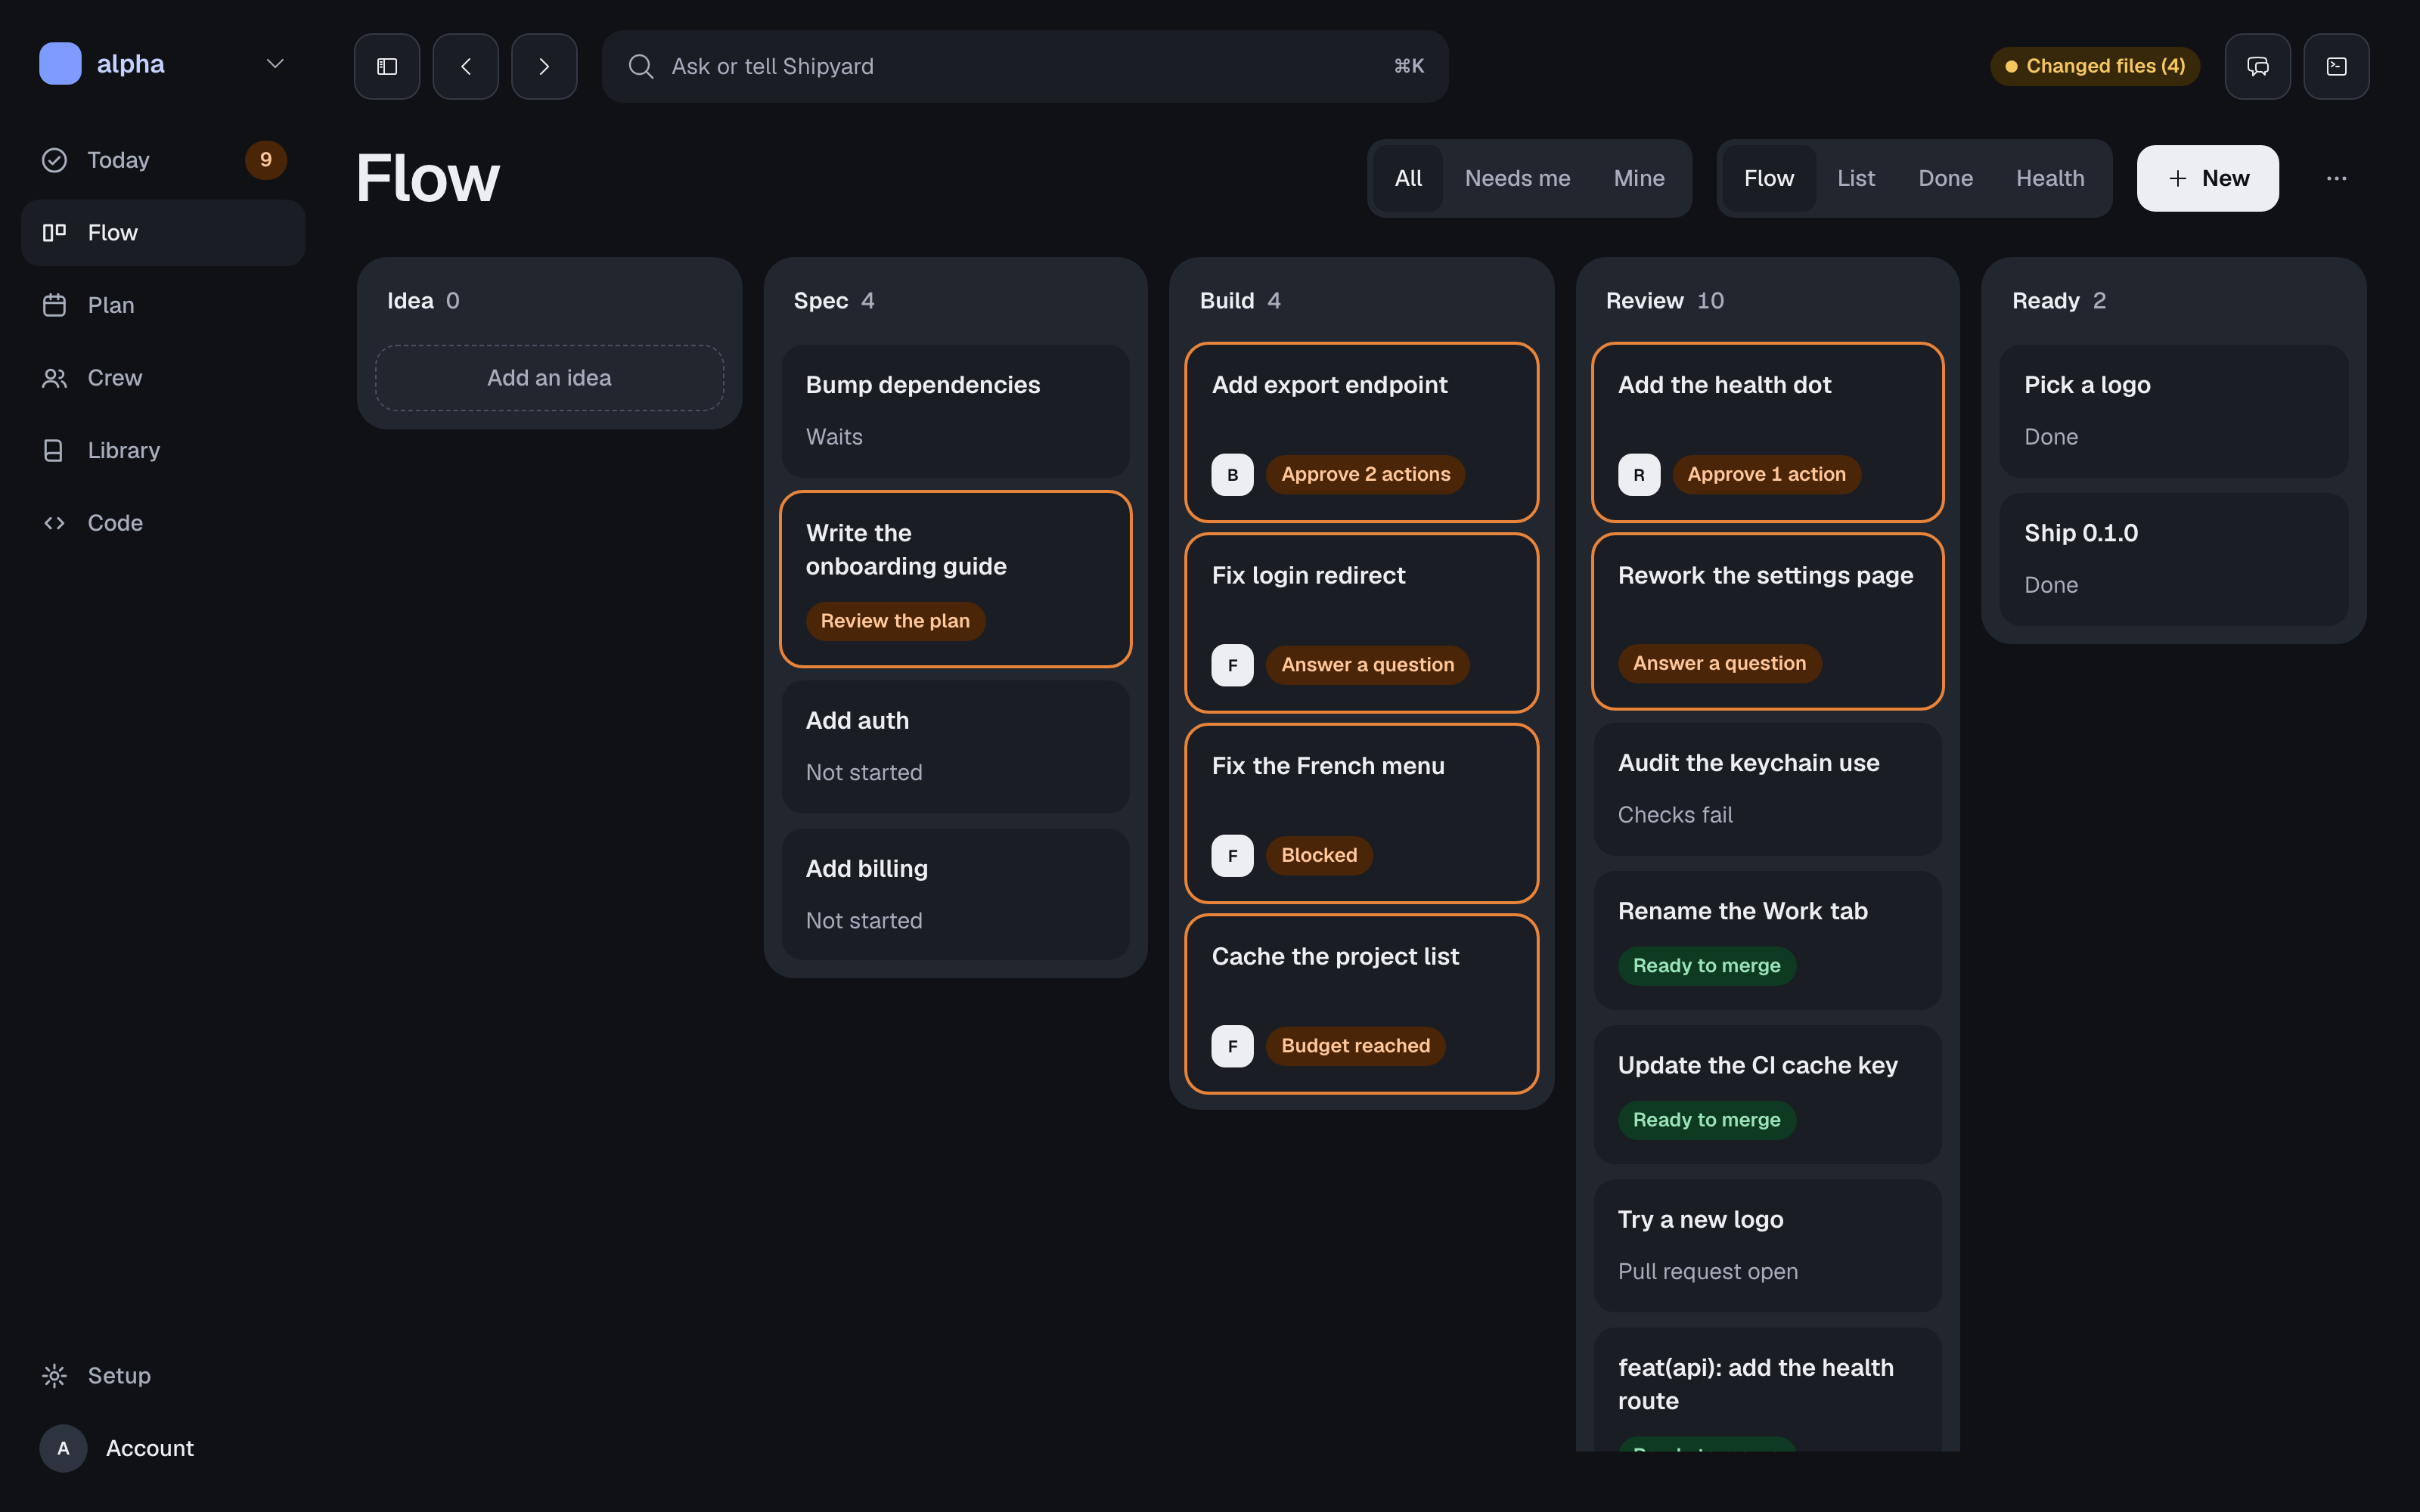 alpha
Ask or tell Shipyard
⌘K
Changed files (4)
Today
9
Flow
Plan
Crew
Library
Code
Setup
A
Account
Flow
All
Needs me
Mine
Flow
List
Done
Health
New
Idea 0
Add an idea
Spec 4
Bump dependencies
Waits
Write the
onboarding guide
Review the plan
Add auth
Not started
Add billing
Not started
Build 4
Add export endpoint
B
Approve 2 actions
Fix login redirect
F
Answer a question
Fix the French menu
F
Blocked
Cache the project list
F
Budget reached
Review 10
Add the health dot
R
Approve 1 action
Rework the settings page
Answer a question
Audit the keychain use
Checks fail
Rename the Work tab
Ready to merge
Update the CI cache key
Ready to merge
Try a new logo
Pull request open
feat(api): add the health
route
Ready 2
Pick a logo
Done
Ship 0.1.0
Done